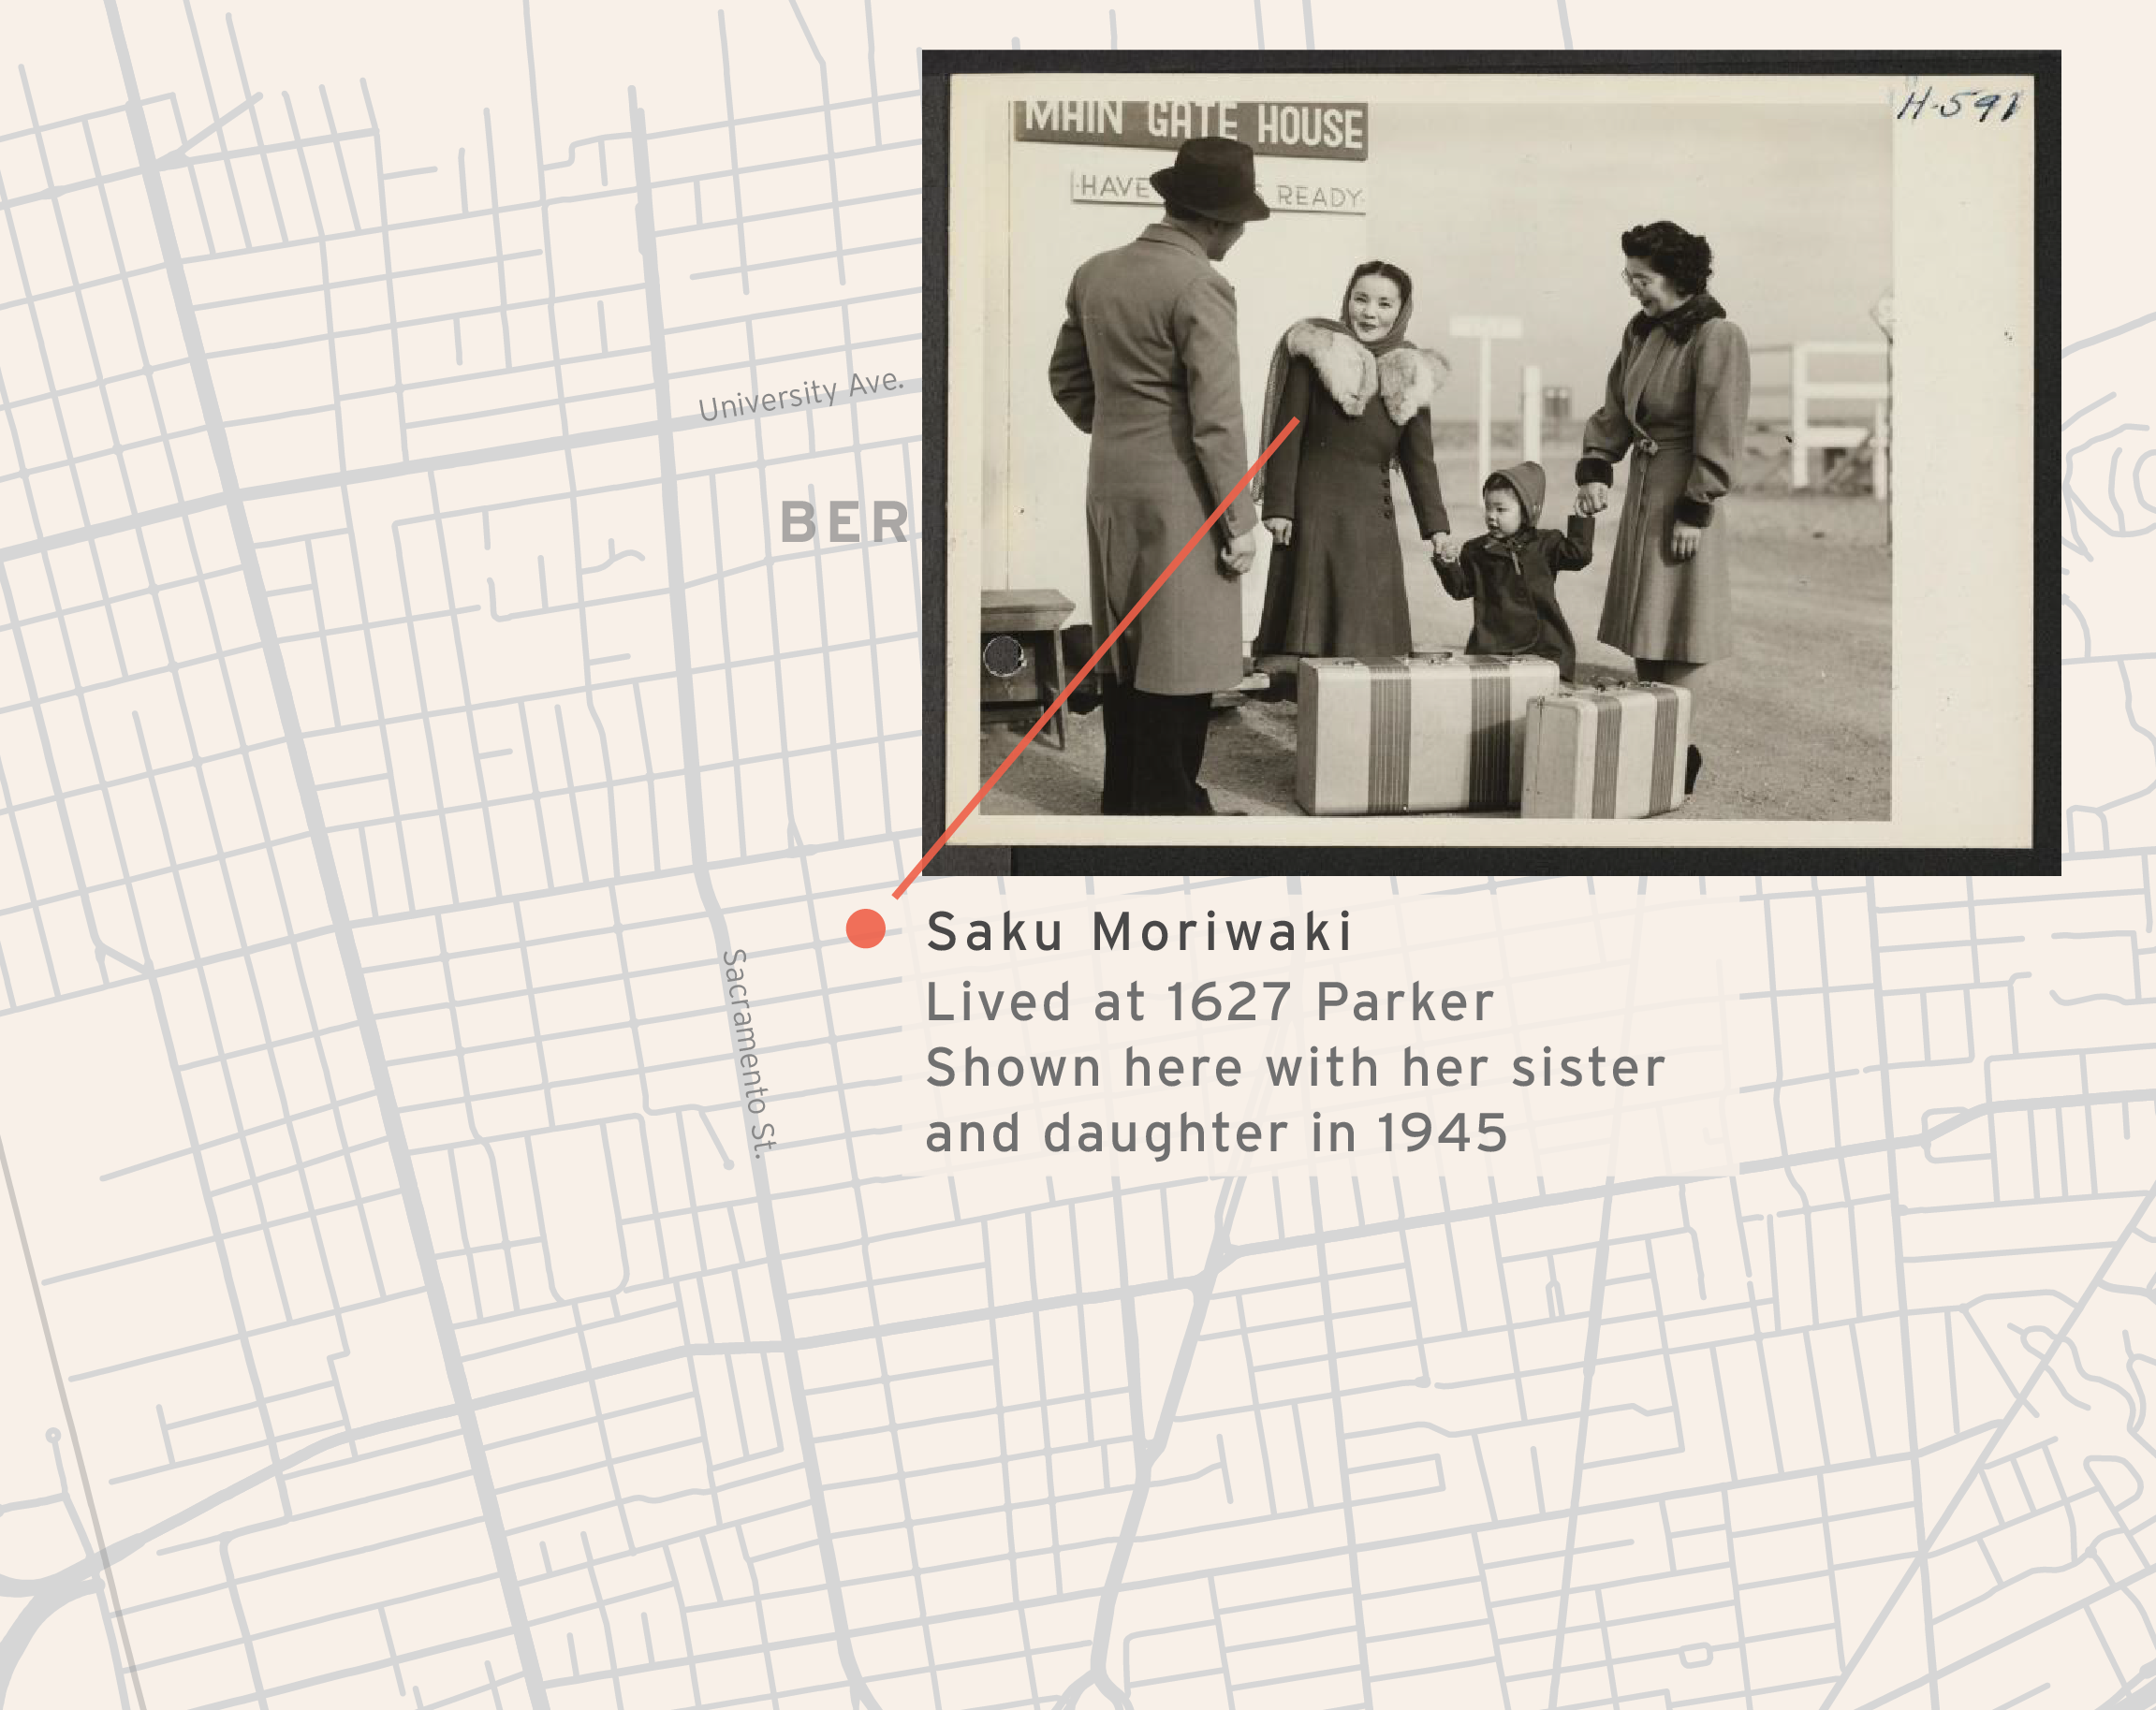 MAIN GATE HOUSE
·HAVE S READY·
H-591
University Ave.
BER
Sacramento St.
Saku Moriwaki
Lived at 1627 Parker
Shown here with her sister
and daughter in 1945